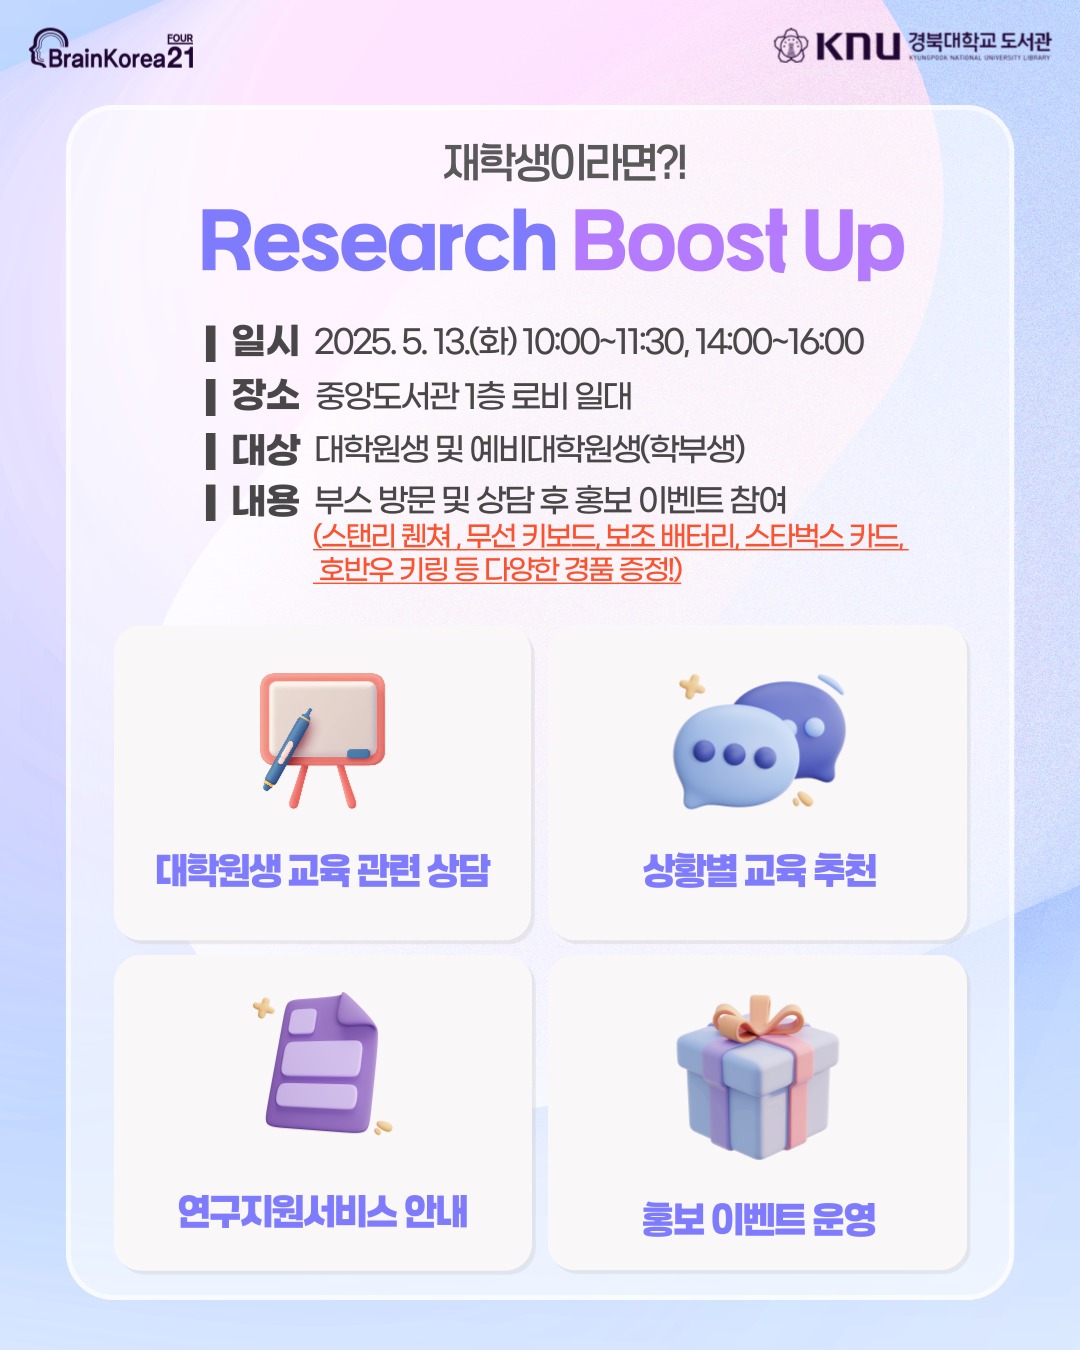 FOUR
BrainKorea21
KNU 경북대학교 도서관
KYUNGPOOK NATIONAL UNIVERSITY LIBRARY
재학생이라면?!
Research Boost Up
일시 2025. 5. 13.(화) 10:00~11:30, 14:00~16:00
장소 중앙도서관 1층 로비 일대
대상 대학원생 및 예비대학원생(학부생)
내용 부스 방문 및 상담 후 홍보 이벤트 참여
(스탠리 퀜쳐 , 무선 키보드, 보조 배터리, 스타벅스 카드,
호반우 키링 등 다양한 경품 증정!)
대학원생 교육 관련 상담
상황별 교육 추천
연구지원서비스 안내
홍보 이벤트 운영